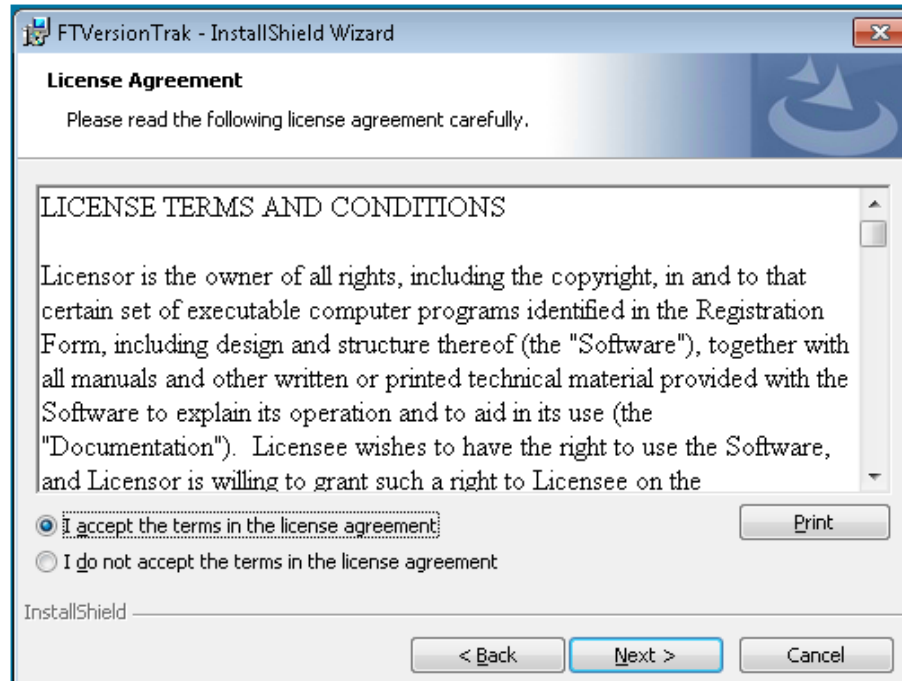 FTVersionTrak - InstallShield Wizard
License Agreement
Please read the following license agreement carefully.
LICENSE TERMS AND CONDITIONS
Licensor is the owner of all rights, including the copyright, in and to that
certain set of executable computer programs identified in the Registration
Form, including design and structure thereof (the "Software"), together with
all manuals and other written or printed technical material provided with the
Software to explain its operation and to aid in its use (the
"Documentation").  Licensee wishes to have the right to use the Software,
and Licensor is willing to grant such a right to Licensee on the
I accept the terms in the license agreement
Print
I do not accept the terms in the license agreement
InstallShield
< Back
Next >
Cancel